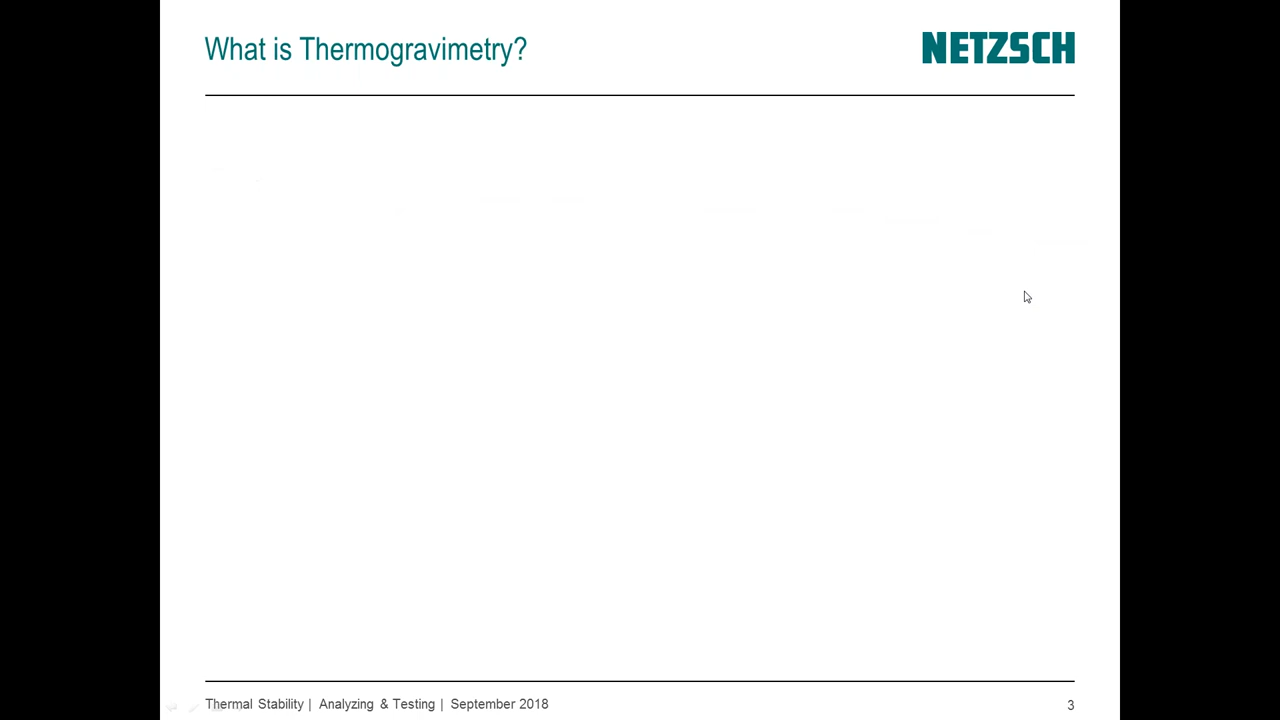 What is Thermogravimetry?
NETZSCH
Thermal Stability | Analyzing & Testing | September 2018
3